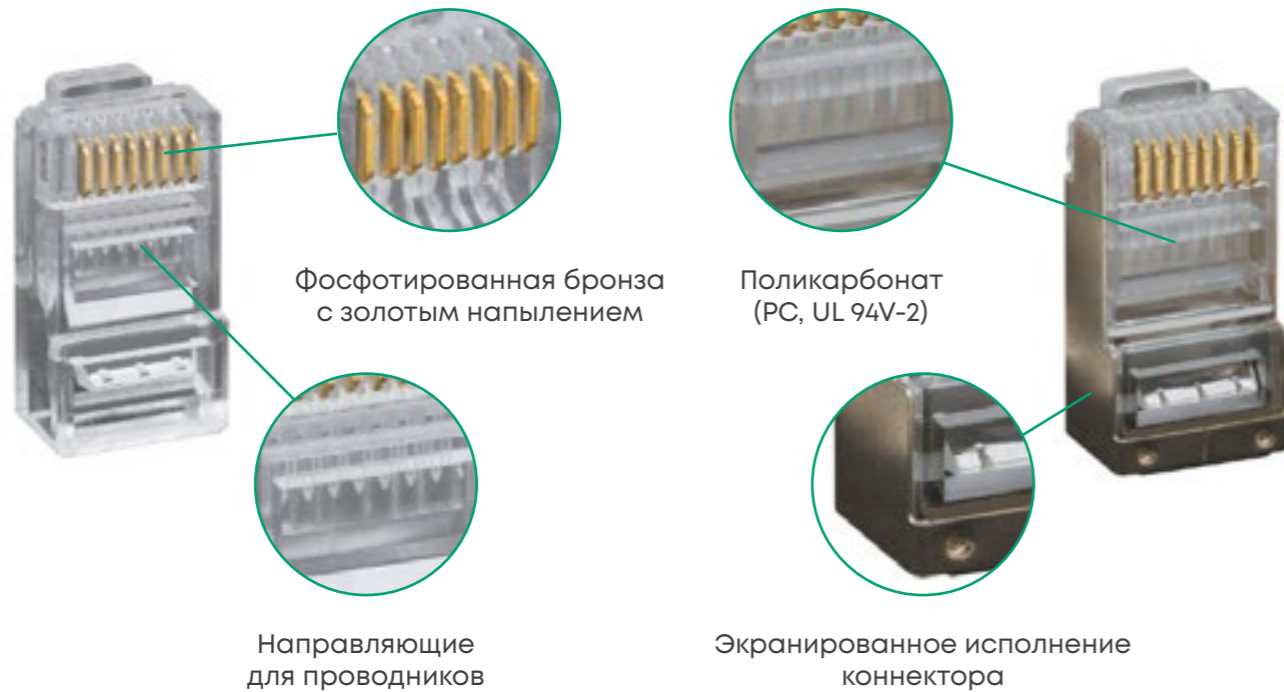 Фосфотированная бронза
с золотым напылением
Поликарбонат
(PC, UL 94V-2)
Направляющие
для проводников
Экранированное исполнение
коннектора